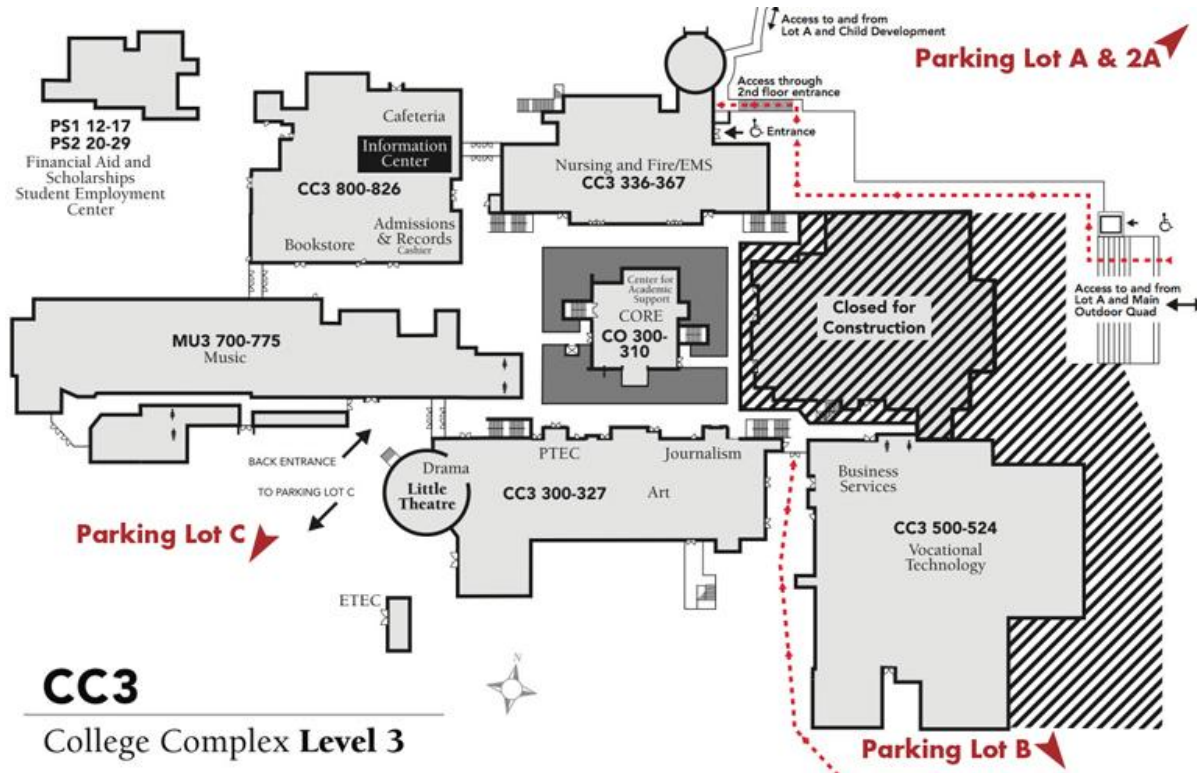 Access to and from
Lot A and Child Development
Parking Lot A & 2A
Access through
2nd floor entrance
Entrance
PS1 12-17
PS2 20-29
Financial Aid and
Scholarships
Student Employment
Center
Cafeteria
Information
Center
CC3 800-826
Admissions
& Records
Cashier
Bookstore
Nursing and Fire/EMS
CC3 336-367
Center for
Academic
Support
CORE
CO 300-
310
Closed for
Construction
Access to and from
Lot A and Main
Outdoor Quad
MU3 700-775
Music
BACK ENTRANCE
TO PARKING LOT C
Parking Lot C
Drama
Little
Theatre
PTEC
Journalism
CC3 300-327
Art
Business
Services
CC3 500-524
Vocational
Technology
ETEC
N
CC3
College Complex Level 3
Parking Lot B